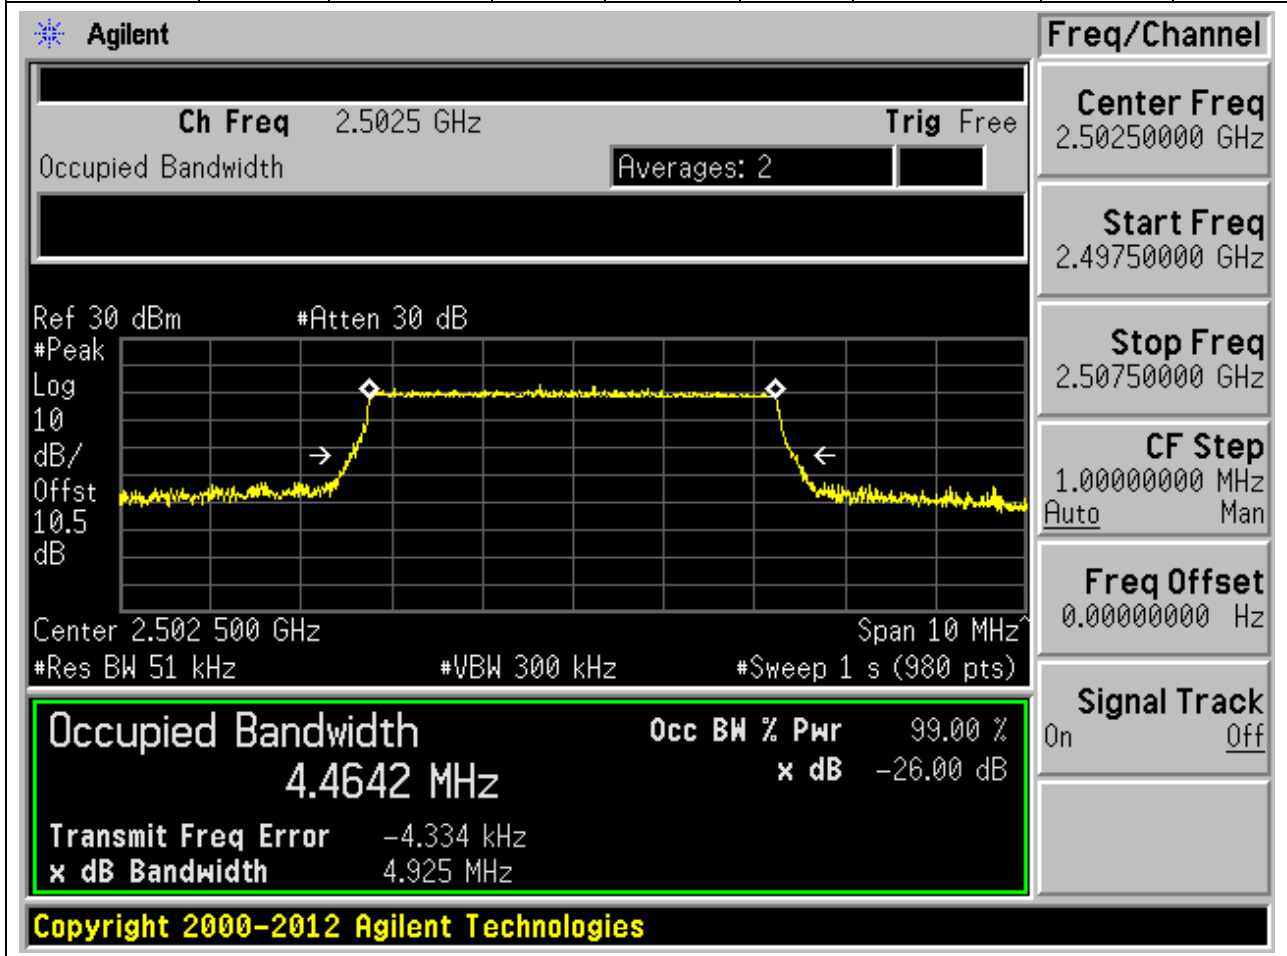 Agilent
Freq/Channel
Ch Freq 2.5025 GHz
Trig Free
Occupied Bandwidth
Averages: 2
Center Freq
2.50250000 GHz
Start Freq
2.49750000 GHz
Stop Freq
2.50750000 GHz
CF Step
1.00000000 MHz
Auto Man
Freq Offset
0.00000000 Hz
Signal Track
On Off
Ref 30 dBm #Atten 30 dB
#Peak
Log
10
dB/
Offst
10.5
dB
Center 2.502 500 GHz Span 10 MHz^
#Res BW 51 kHz #VBW 300 kHz #Sweep 1 s (980 pts)
Occupied Bandwidth
4.4642 MHz
Occ BW % Pwr 99.00 %
x dB -26.00 dB
Transmit Freq Error -4.334 kHz
x dB Bandwidth 4.925 MHz
Copyright 2000-2012 Agilent Technologies